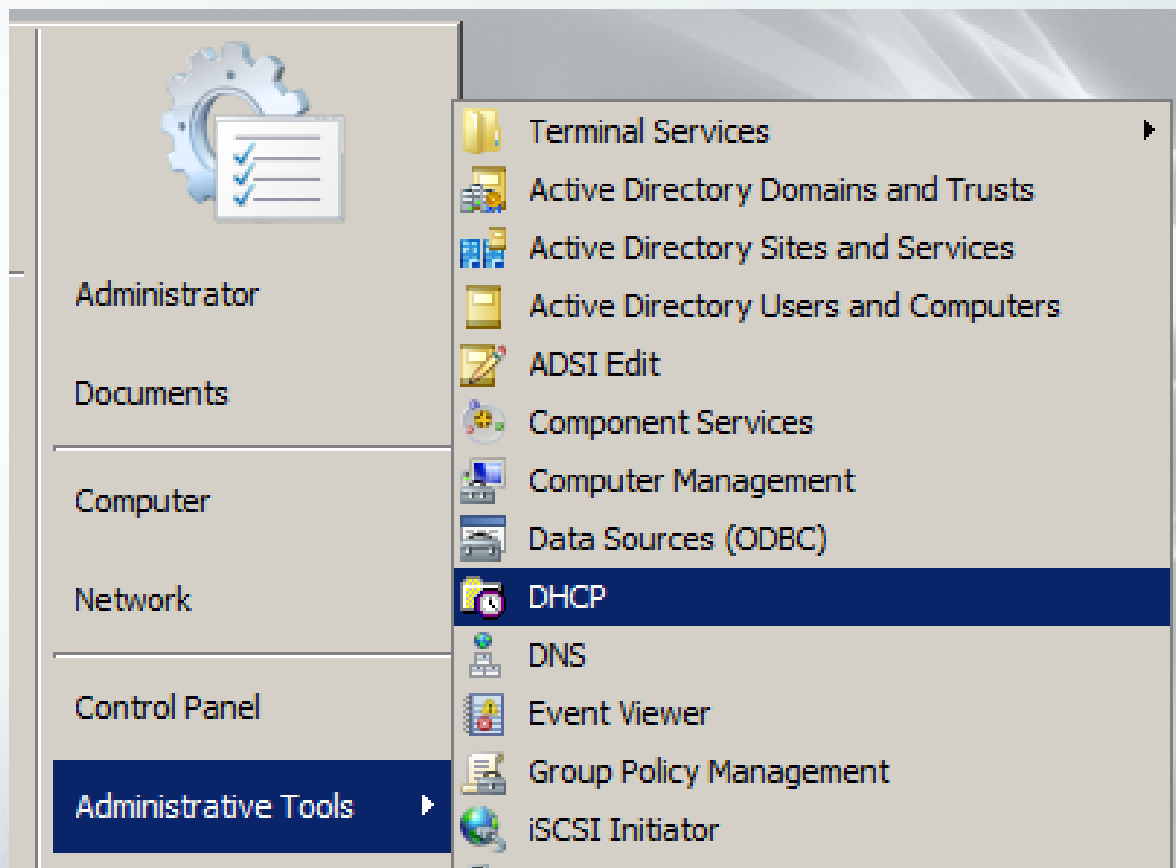 Administrator
Documents
Computer
Network
Control Panel
Administrative Tools
Terminal Services
Active Directory Domains and Trusts
Active Directory Sites and Services
Active Directory Users and Computers
ADSI Edit
Component Services
Computer Management
Data Sources (ODBC)
DHCP
DNS
Event Viewer
Group Policy Management
iSCSI Initiator